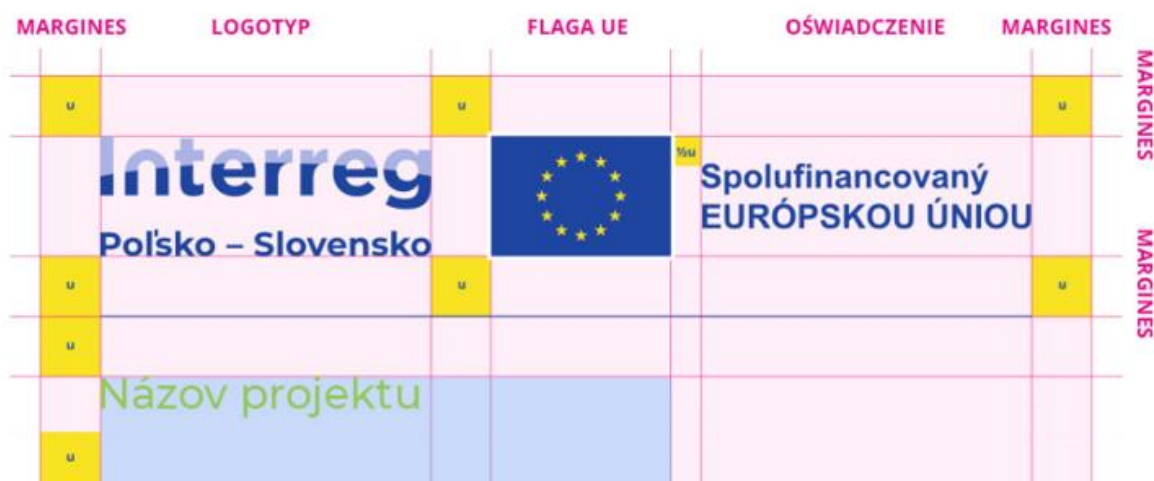 MARGINES LOGOTYP FLAGA UE OŚWIADCZENIE MARGINES
MARGINES
u u u
Interreg
½u
Spolufinancovaný
EURÓPSKOU ÚNIOU
Poľsko – Slovensko
MARGINES
u u u
u
Názov projektu
u